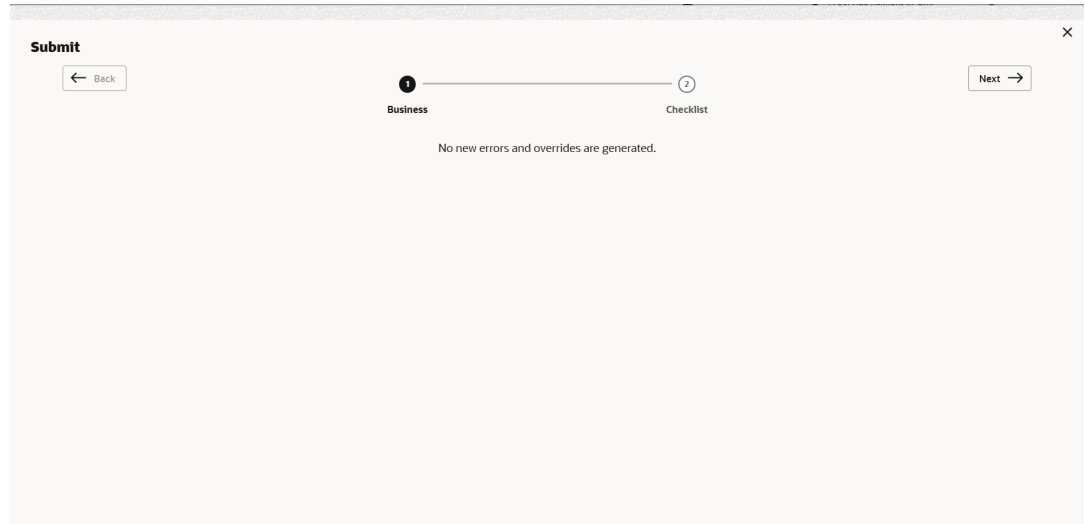 Submit
Back
Next
1
2
Business
Checklist
No new errors and overrides are generated.